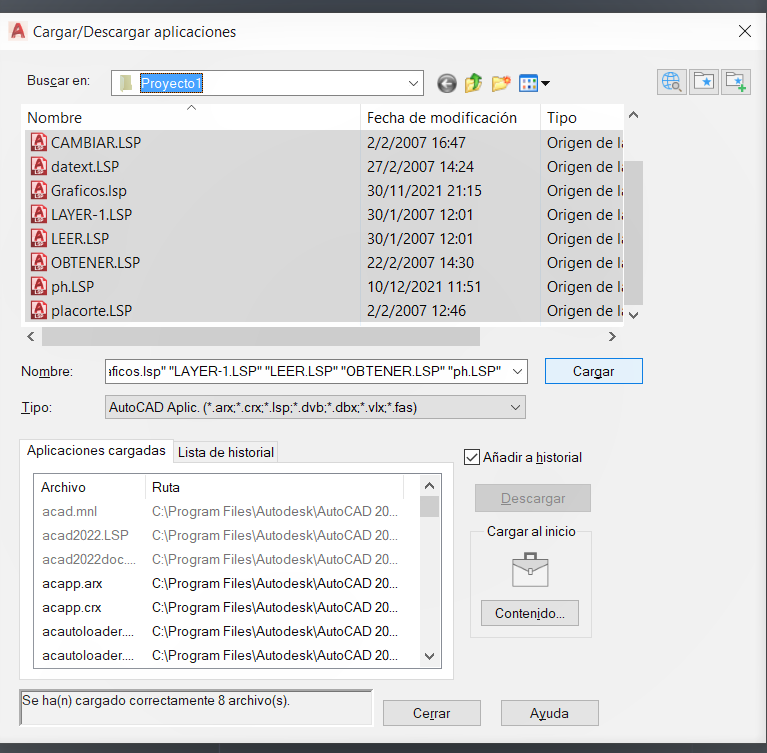 Cargar/Descargar aplicaciones
Buscar en: Proyecto1
Nombre Fecha de modificación Tipo
CAMBIAR.LSP 2/2/2007 16:47 Origen de la
datext.LSP 27/2/2007 14:24 Origen de la
Graficos.lsp 30/11/2021 21:15 Origen de la
LAYER-1.LSP 30/1/2007 12:01 Origen de la
LEER.LSP 30/1/2007 12:01 Origen de la
OBTENER.LSP 22/2/2007 14:30 Origen de la
ph.LSP 10/12/2021 11:51 Origen de la
placorte.LSP 2/2/2007 12:46 Origen de la
Nombre: aficos.lsp" "LAYER-1.LSP" "LEER.LSP" "OBTENER.LSP" "ph.LSP" Cargar
Tipo: AutoCAD Aplic. (*.arx;*.crx;*.lsp;*.dvb;*.dbx;*.vlx;*.fas)
Aplicaciones cargadas Lista de historial
Añadir a historial
Archivo Ruta
Descargar
acad.mnl C:\Program Files\Autodesk\AutoCAD 20...
acad2022.LSP C:\Program Files\Autodesk\AutoCAD 20...
Cargar al inicio
acad2022doc.... C:\Program Files\Autodesk\AutoCAD 20...
acapp.arx C:\Program Files\Autodesk\AutoCAD 20...
acapp.crx C:\Program Files\Autodesk\AutoCAD 20...
Contenido...
acautoloader.... C:\Program Files\Autodesk\AutoCAD 20...
acautoloader.... C:\Program Files\Autodesk\AutoCAD 20...
Se ha(n) cargado correctamente 8 archivo(s).
Cerrar Ayuda